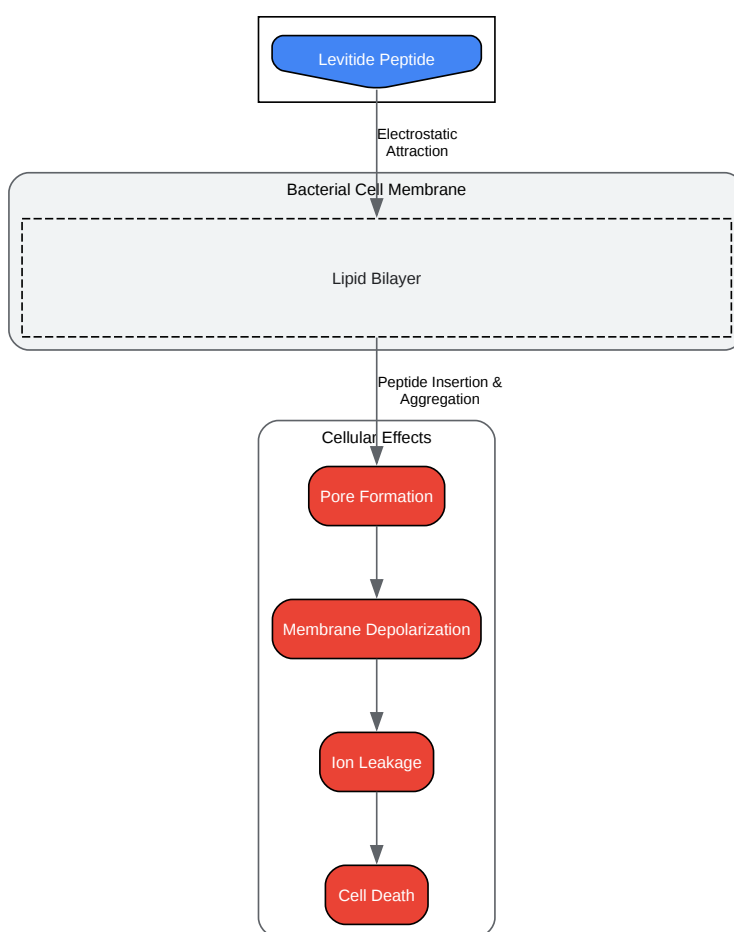 Levitide Peptide
Electrostatic
Attraction
Bacterial Cell Membrane
Lipid Bilayer
Peptide Insertion &
Aggregation
Cellular Effects
Pore Formation
Membrane Depolarization
Ion Leakage
Cell Death